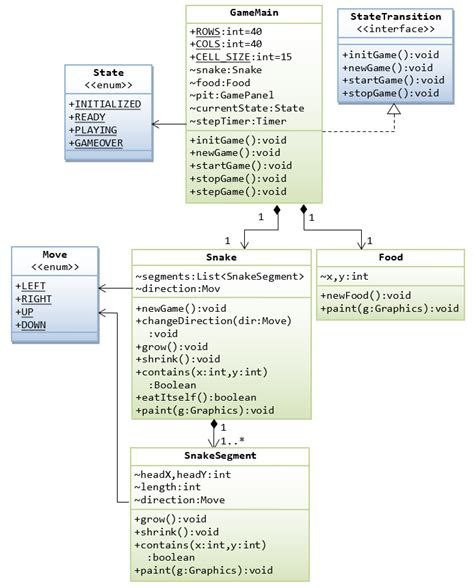 GameMain
+ROWS:int=40
+COLS:int=40
+CELL_SIZE:int=15
~snake:Snake
~food:Food
~pit:GamePanel
~currentState:State
~stepTimer:Timer
+initGame():void
+newGame():void
+startGame():void
+stopGame():void
+stepGame():void
StateTransition
<<interface>>
+initGame():void
+newGame():void
+startGame():void
+stopGame():void
State
<<enum>>
+INITIALIZED
+READY
+PLAYING
+GAMEOVER
1
1
1
1
Move
<<enum>>
+LEFT
+RIGHT
+UP
+DOWN
Snake
~segments:List<SnakeSegment>
~direction:Mov
+newGame():void
+changeDirection(dir:Move)
:void
+grow():void
+shrink():void
+contains(x:int,y:int)
:Boolean
+eatItself():boolean
+paint(g:Graphics):void
Food
~x,y:int
+newFood():void
+paint(g:Graphics):void
1
1..*
SnakeSegment
~headX,headY:int
~length:int
~direction:Move
+grow():void
+shrink():void
+contains(x:int,y:int)
:boolean
+paint(g:Graphics):void